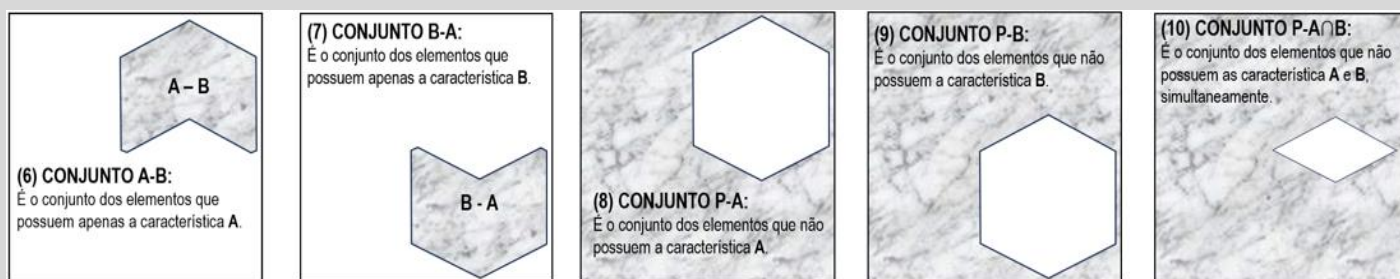 A – B
(6) CONJUNTO A-B:
É o conjunto dos elementos que
possuem apenas a característica A.
(7) CONJUNTO B-A:
É o conjunto dos elementos que
possuem apenas a característica B.
B - A
(8) CONJUNTO P-A:
É o conjunto dos elementos que não
possuem a característica A.
(9) CONJUNTO P-B:
É o conjunto dos elementos que não
possuem a característica B.
(10) CONJUNTO P-A∩B:
É o conjunto dos elementos que não
possuem as característica A e B,
simultaneamente.